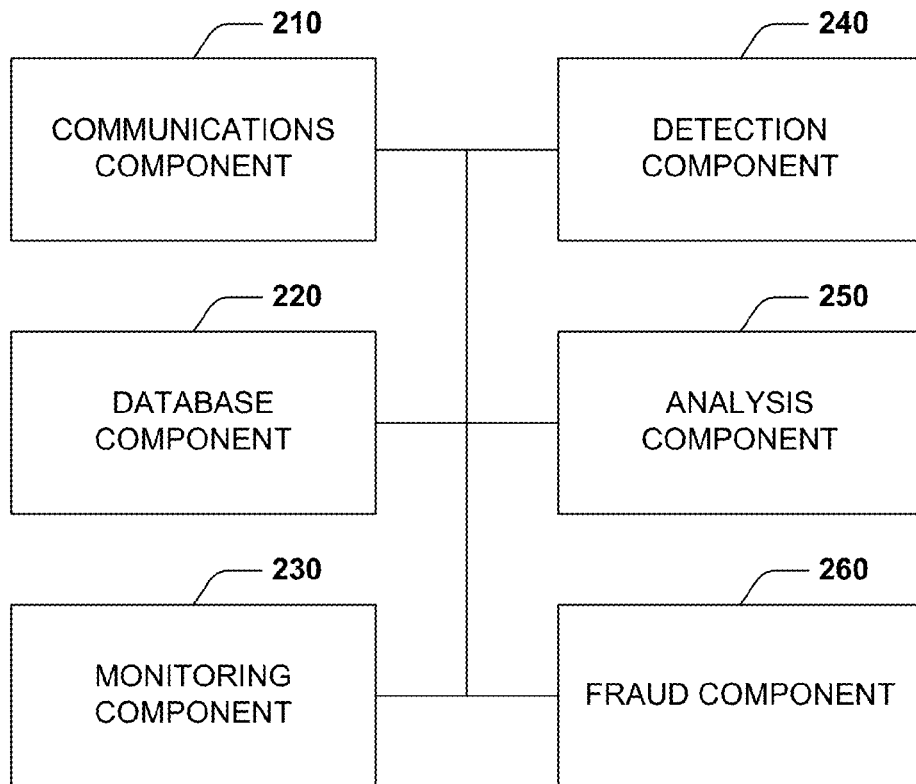 210
COMMUNICATIONS
COMPONENT
240
DETECTION
COMPONENT
220
DATABASE
COMPONENT
250
ANALYSIS
COMPONENT
230
MONITORING
COMPONENT
260
FRAUD COMPONENT